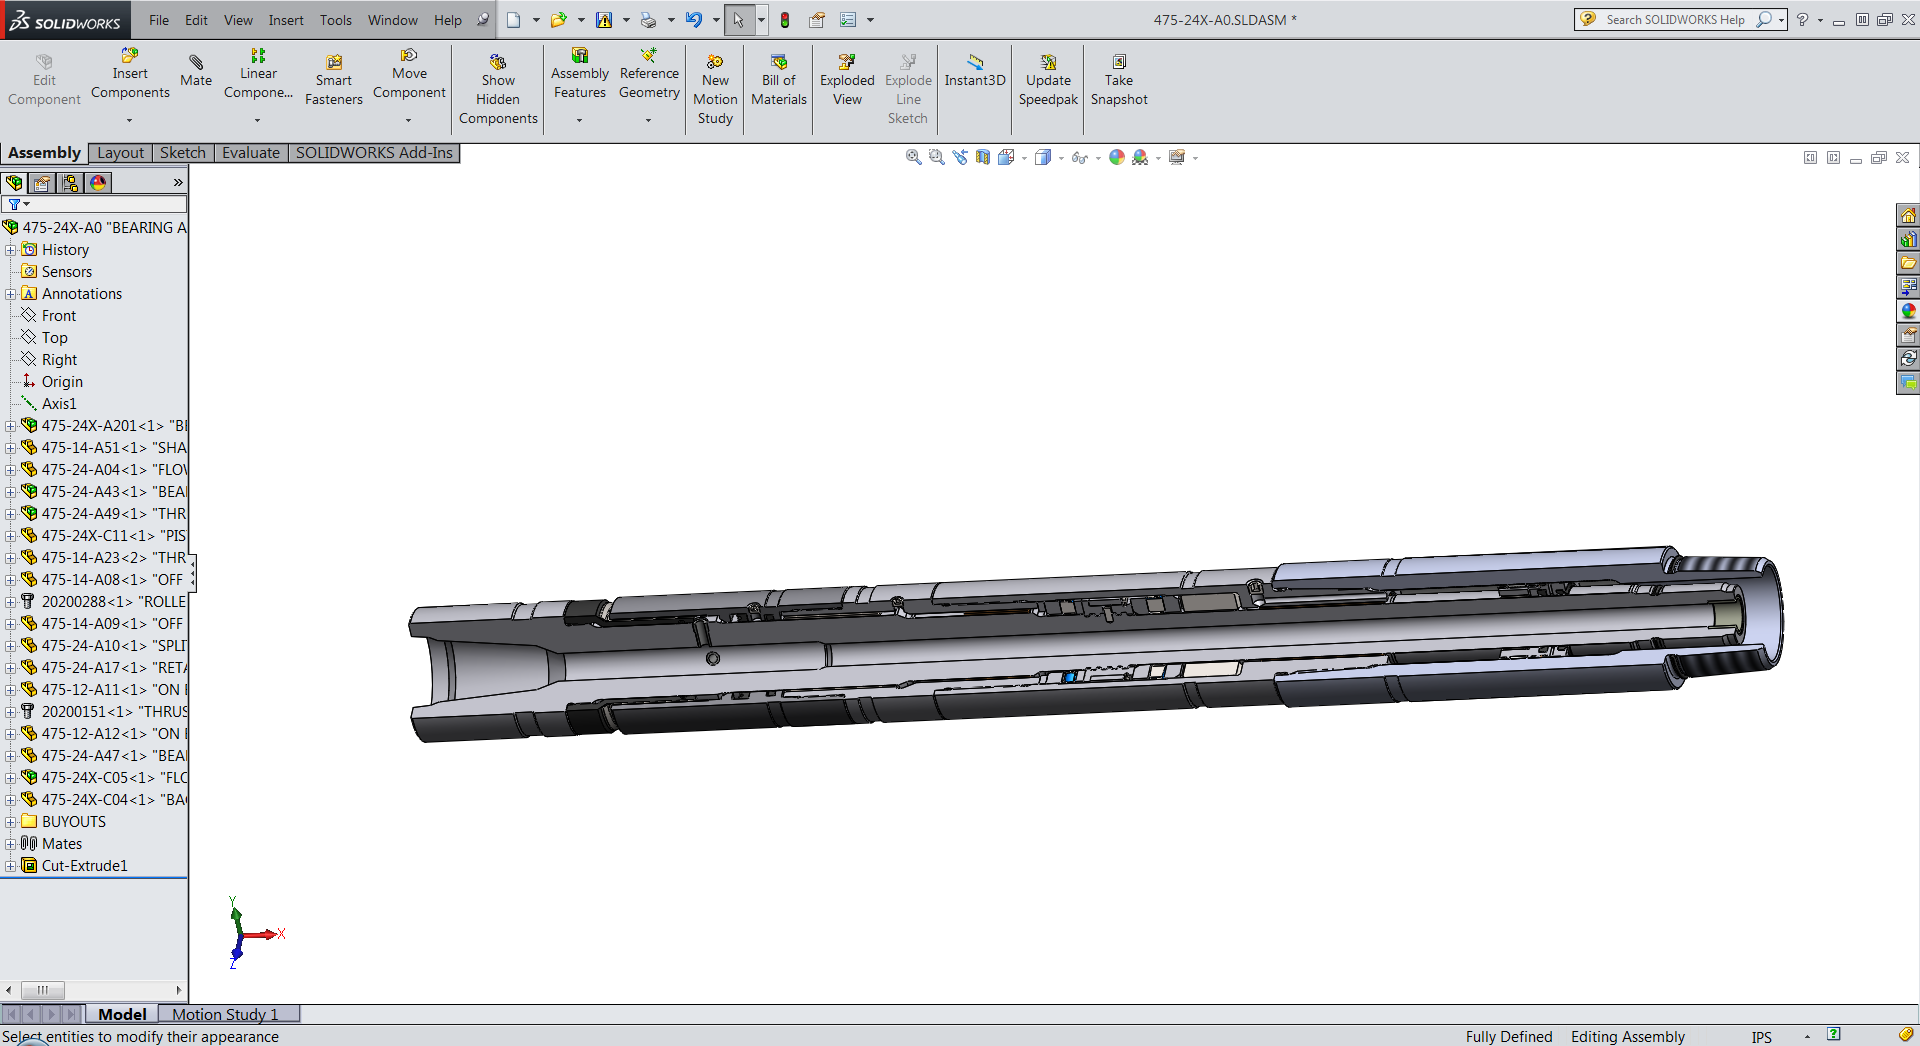 SOLIDWORKS File Edit View Insert Tools Window Help 475-24X-A0.SLDASM * Search SOLIDWORKS Help
Edit Component
Insert Components
Mate
Linear Compone...
Smart Fasteners
Move Component
Show Hidden Components
Assembly Features
Reference Geometry
New Motion Study
Bill of Materials
Exploded View
Explode Line Sketch
Instant3D
Update Speedpak
Take Snapshot
Assembly Layout Sketch Evaluate SOLIDWORKS Add-Ins
475-24X-A0 "BEARING A
History
Sensors
Annotations
Front
Top
Right
Origin
Axis1
475-24X-A201<1> "BE
475-14-A51<1> "SHA
475-24-A04<1> "FLOW
475-24-A43<1> "BEAR
475-24-A49<1> "THR
475-24X-C11<1> "PIS
475-14-A23<2> "THR
475-14-A08<1> "OFF
20200288<1> "ROLLE
475-14-A09<1> "OFF
475-24-A10<1> "SPLIT
475-24-A17<1> "RETA
475-12-A11<1> "ON
20200151<1> "THRUS
475-12-A12<1> "ON
475-24-A47<1> "BEAR
475-24X-C05<1> "FLO
475-24X-C04<1> "BA
BUYOUTS
Mates
Cut-Extrude1
Y
X
Z
Model Motion Study 1
Select entities to modify their appearance Fully Defined Editing Assembly IPS